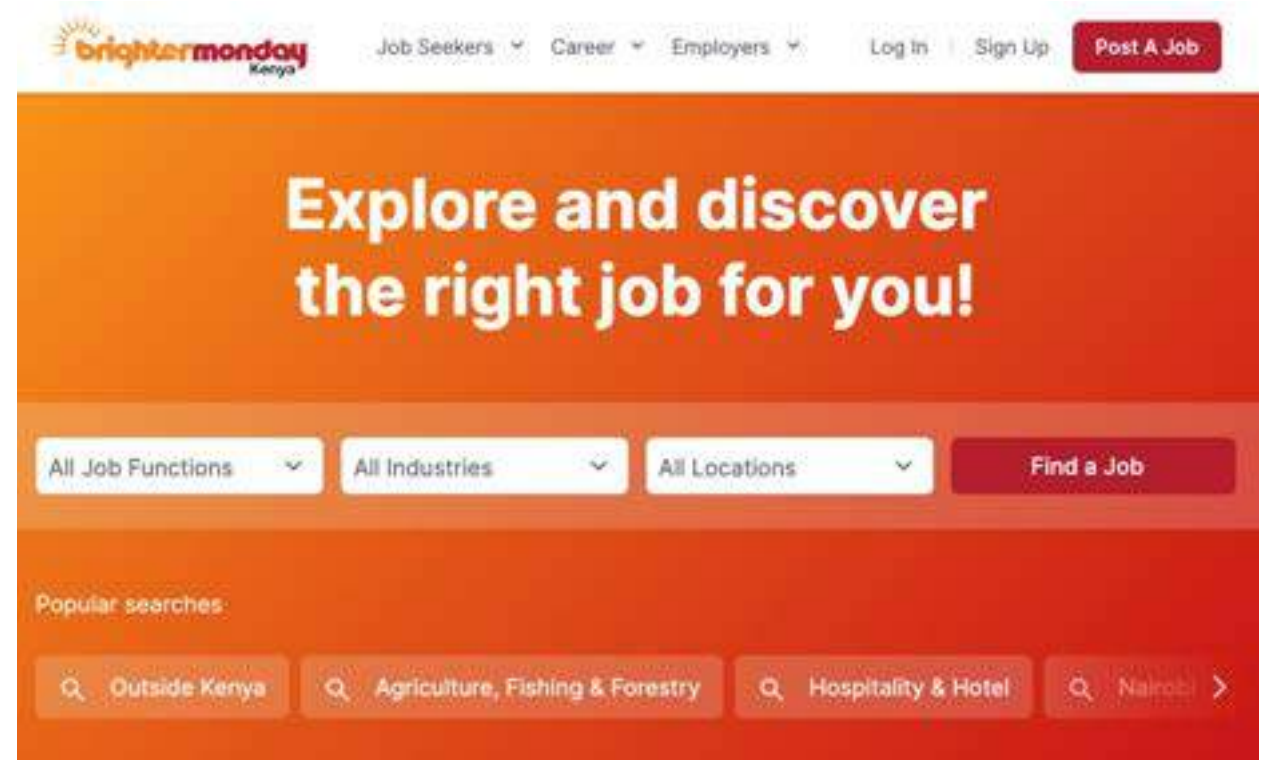 brightermonday
Kenya
Job Seekers Career Employers Log In Sign Up Post A Job
Explore and discover
the right job for you!
All Job Functions All Industries All Locations Find a Job
Popular searches
Outside Kenya Agriculture, Fishing & Forestry Hospitality & Hotel Nairobi